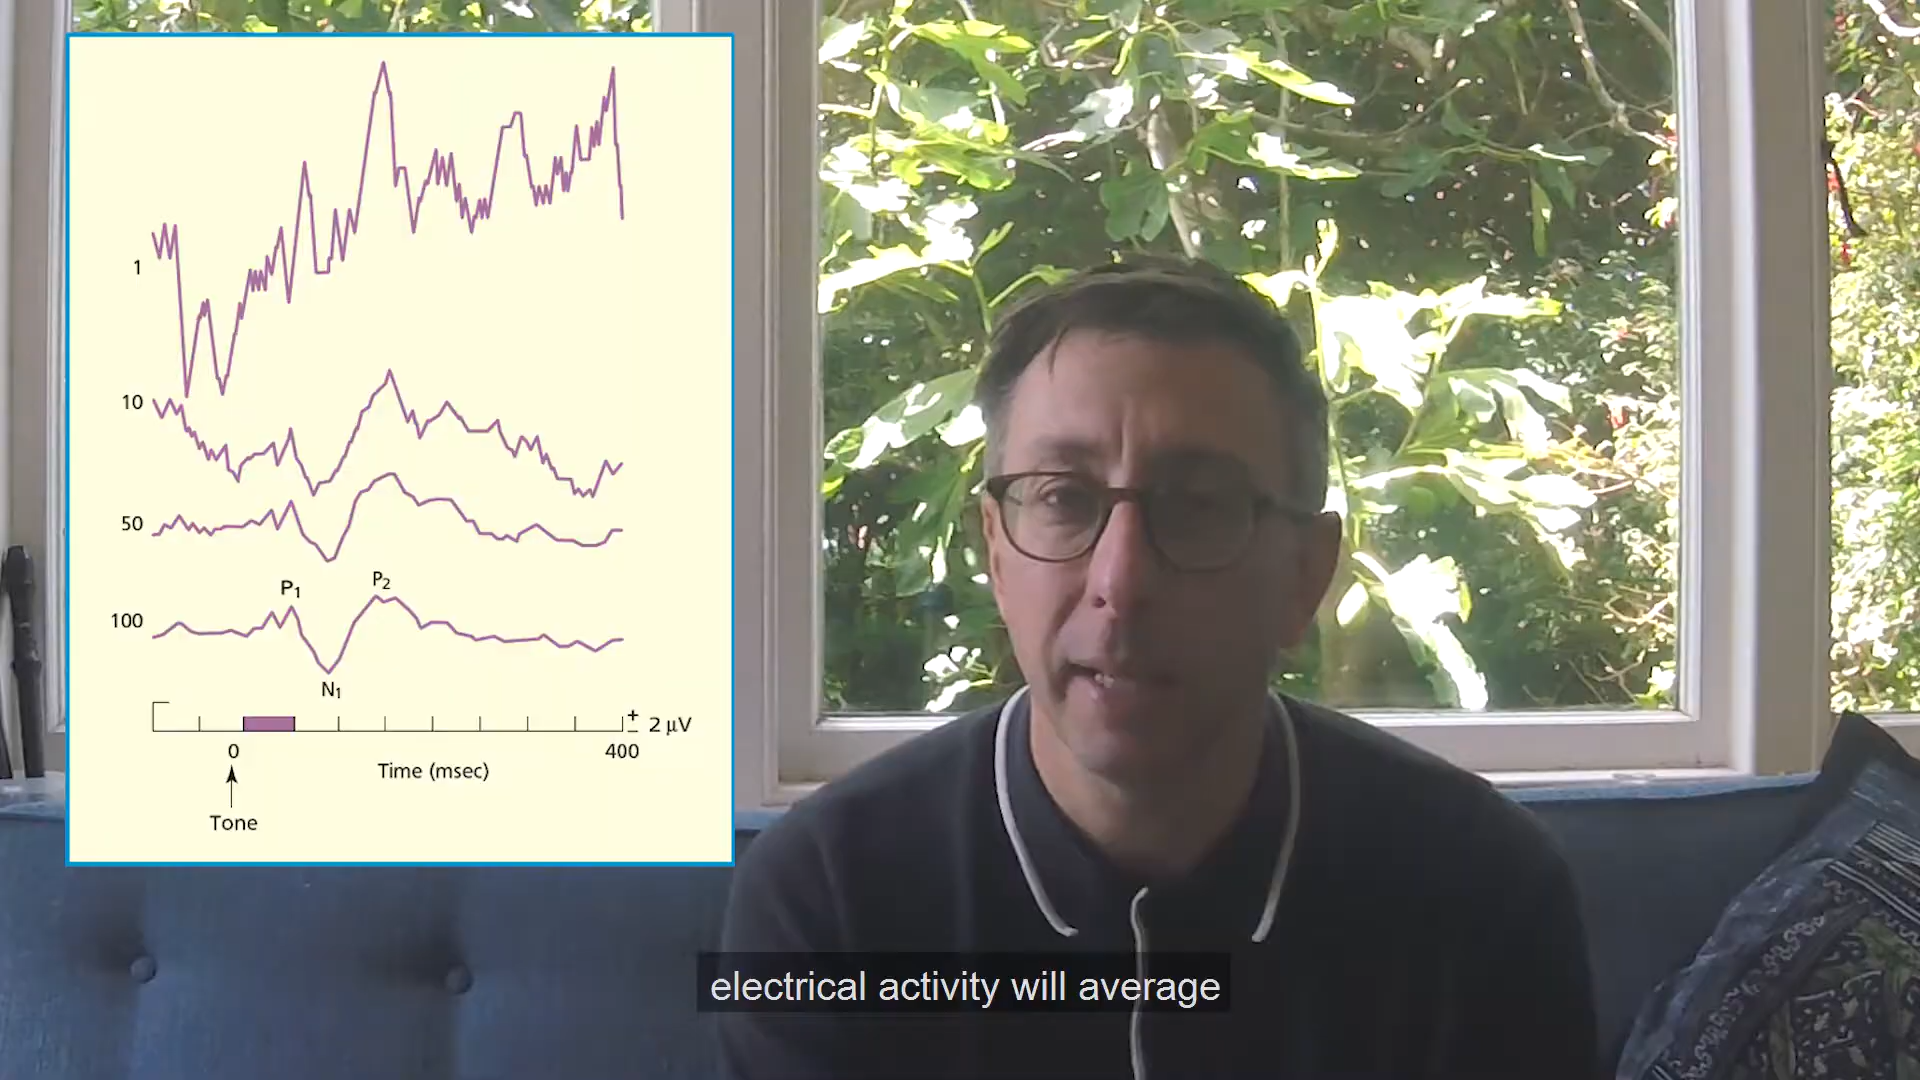 1
10
50
P1
P2
100
N1
+
− 2 μV
0
400
Time (msec)
Tone
electrical activity will average